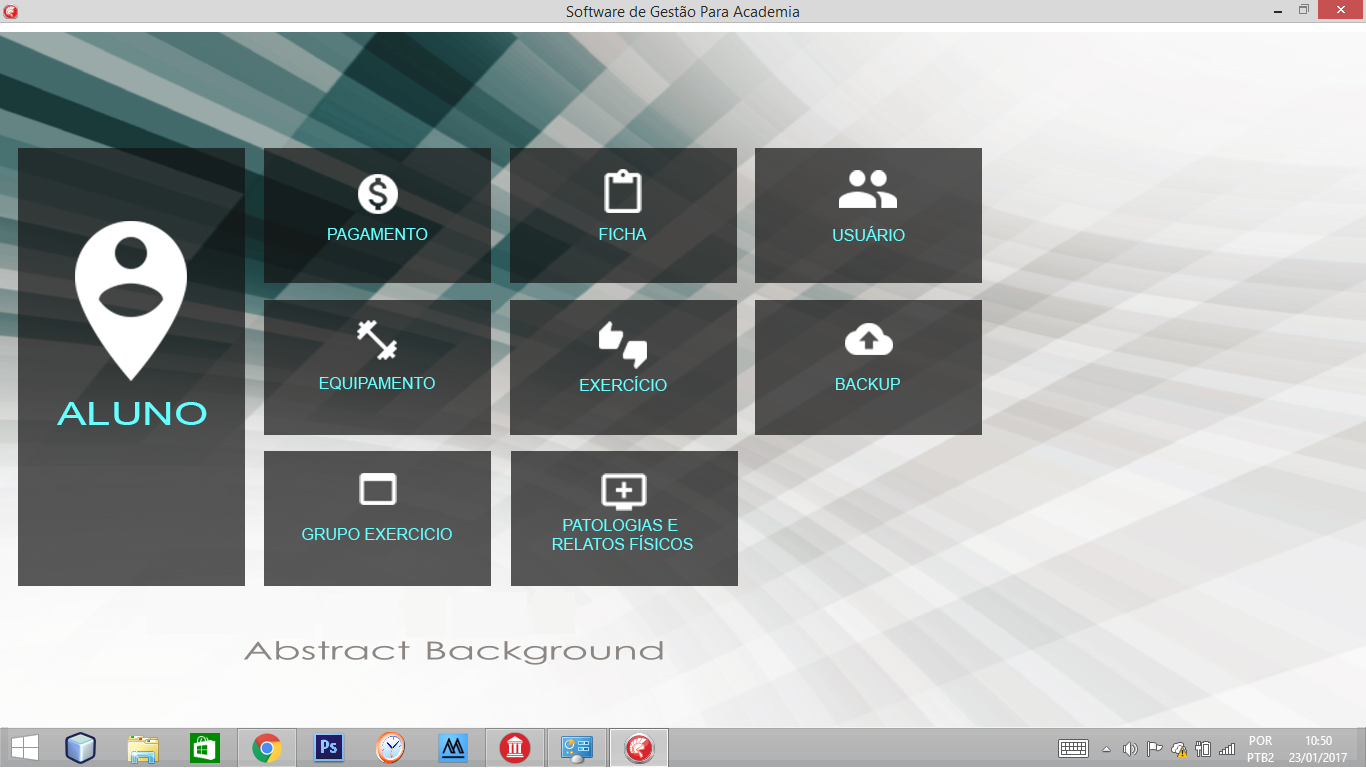 Software de Gestão Para Academia
PAGAMENTO
FICHA
USUÁRIO
ALUNO
EQUIPAMENTO
EXERCÍCIO
BACKUP
GRUPO EXERCICIO
PATOLOGIAS E
RELATOS FÍSICOS
Abstract Background
Ps
POR
PTB2
10:50
23/01/2017